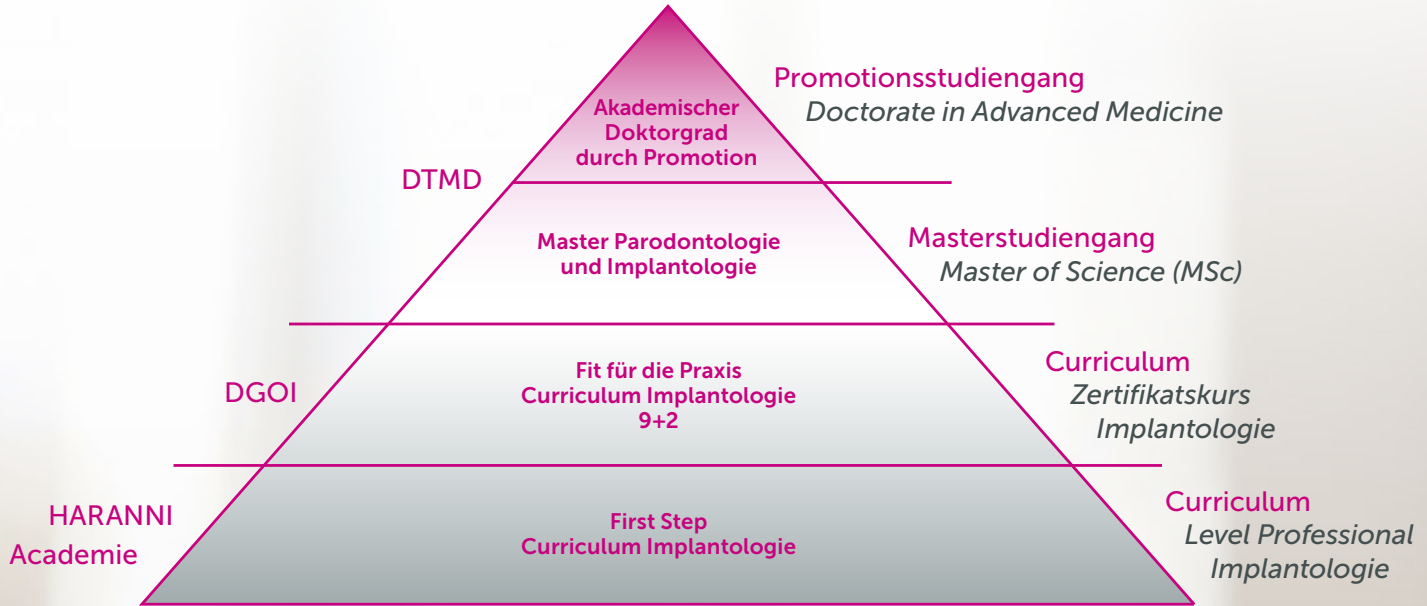 Akademischer
Doktorgrad
durch Promotion
Promotionsstudiengang
Doctorate in Advanced Medicine
DTMD
Master Parodontologie
und Implantologie
Masterstudiengang
Master of Science (MSc)
DGOI
Fit für die Praxis
Curriculum Implantologie
9+2
Curriculum
Zertifikatskurs
Implantologie
HARANNI
Academie
First Step
Curriculum Implantologie
Curriculum
Level Professional
Implantologie